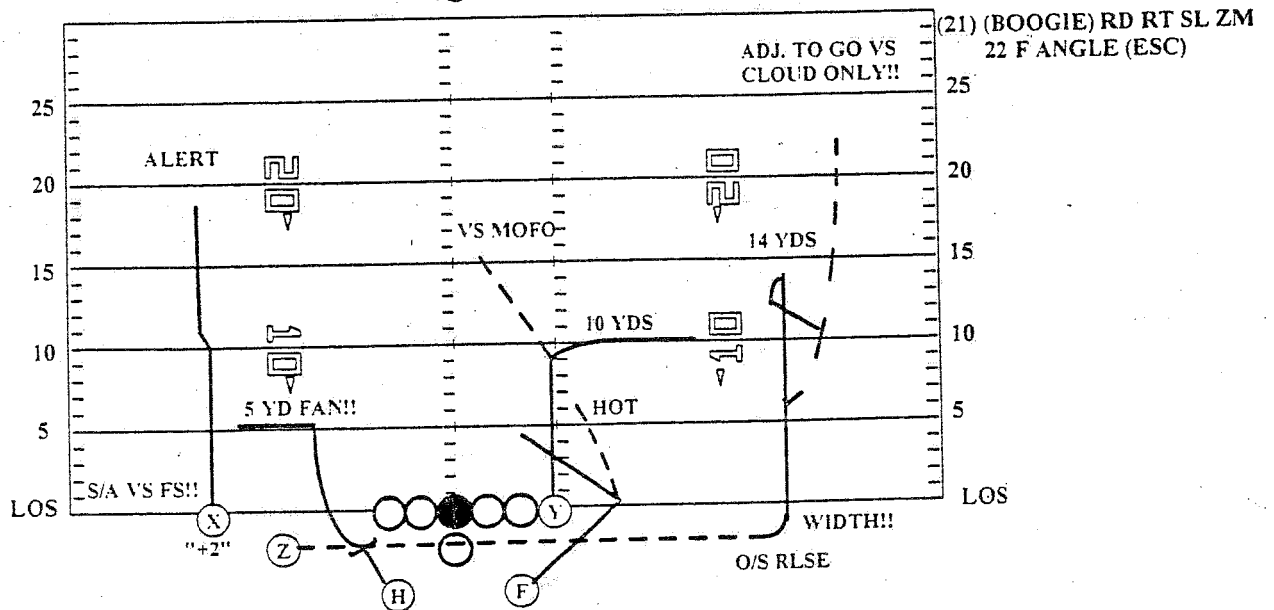 (21) (BOOGIE) RD RT SL ZM
22 F ANGLE (ESC)
ADJ. TO GO VS
CLOUD ONLY!!
25
25
ALERT
20
20
20
20
VS MOFO
14 YDS
15
15
10 YDS
10
10
10
10
5 YD FAN!!
HOT
5
5
S/A VS FS!!
LOS
LOS
X
Y
WIDTH!!
"+2"
Z
O/S RLSE
H
F